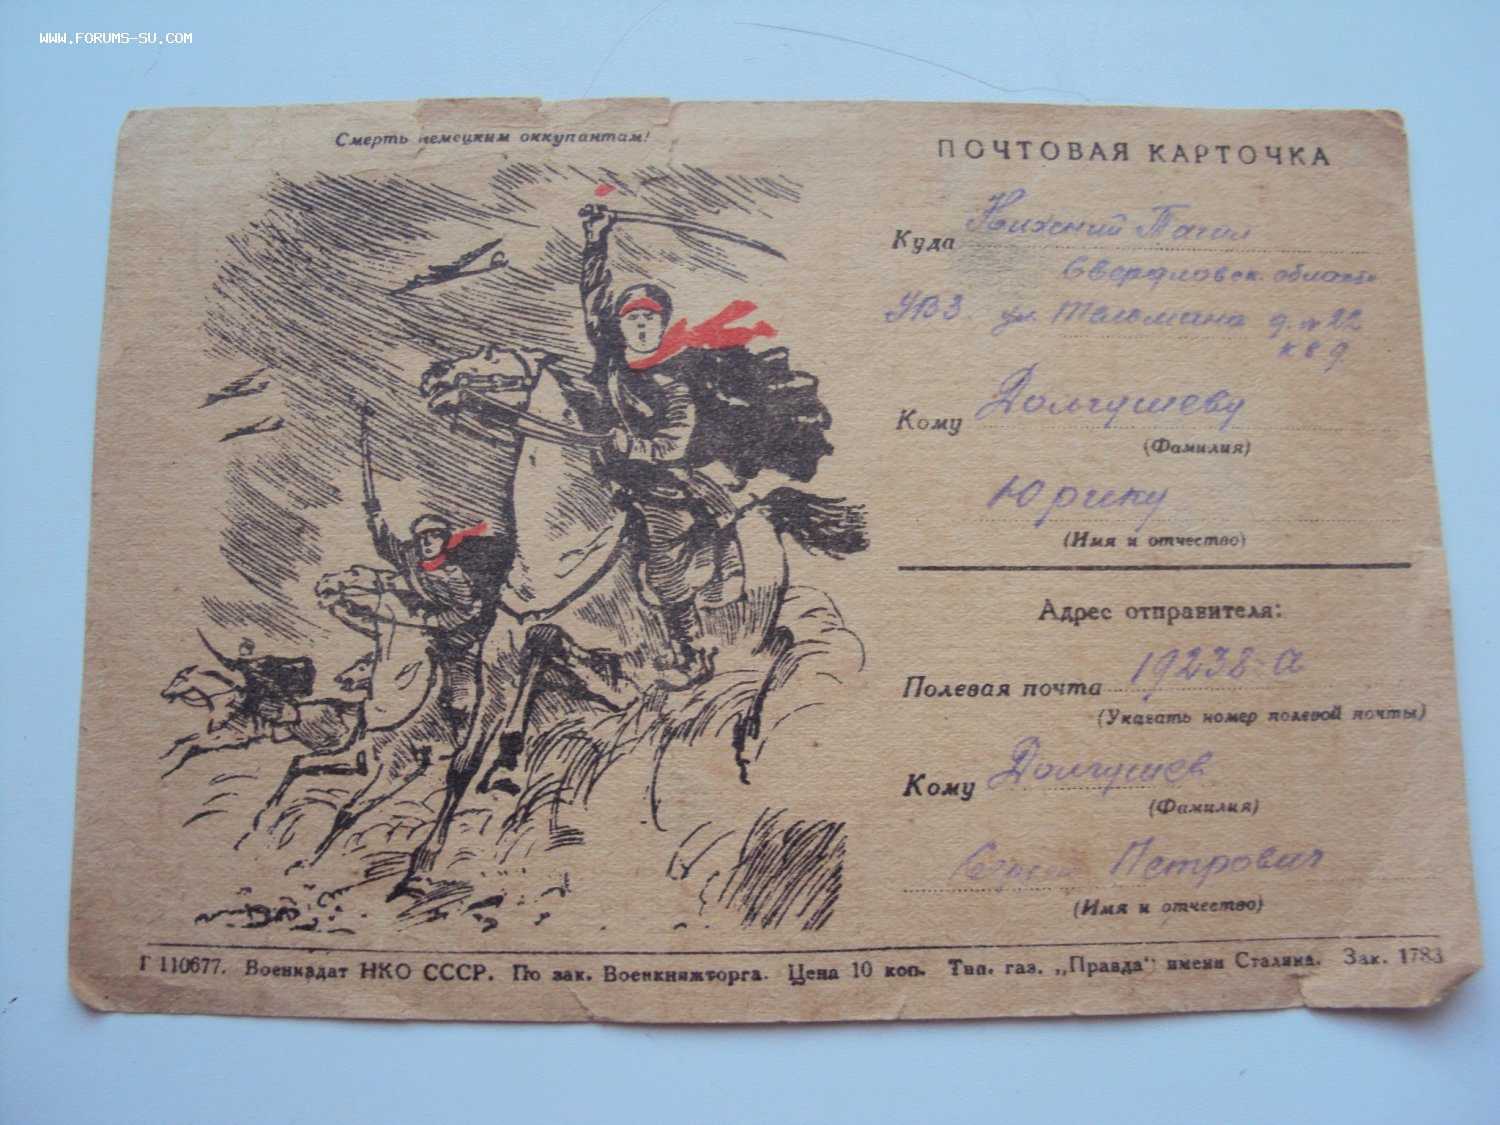 WWW.FORUMS-SU.COM
Смерть немецким оккупантам!
ПОЧТОВАЯ КАРТОЧКА
Куда Нижний Тагил
Свердловск. область
УВЗ. ул. Тельмана д. № 22
кв 9
Кому Долгушеву
(Фамилия)
Юрику
(Имя и отчество)
Адрес отправителя:
Полевая почта 19238-а
(Указать номер полевой почты)
Кому Долгушев
(Фамилия)
Сергей Петрович
(Имя и отчество)
Г 110677. Воениздат НКО СССР. По зак. Военкнижторга. Цена 10 коп. Тип. газ. „Правда“ имени Сталина. Зак. 1783